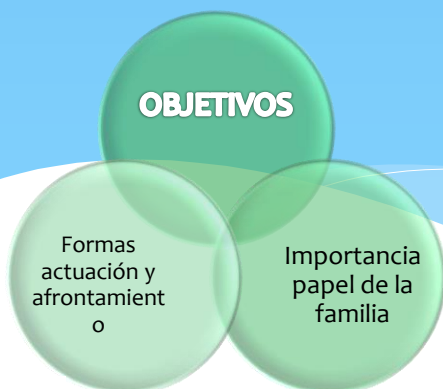 OBJETIVOS
Formas
actuación y
afrontamient
o
Importancia
papel de la
familia